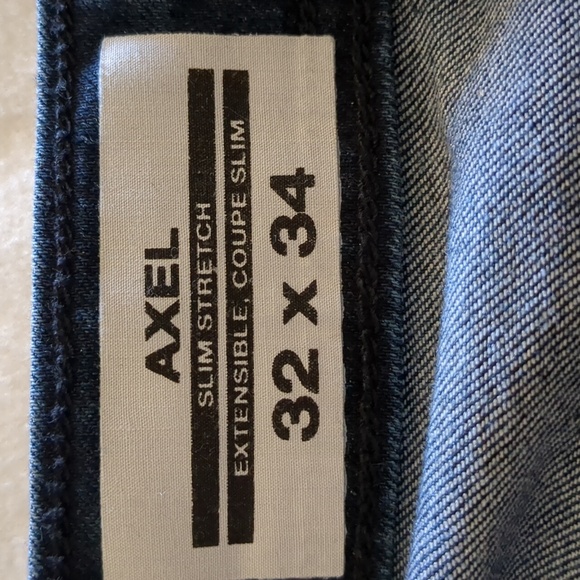 AXEL
SLIM STRETCH
EXTENSIBLE, COUPE SLIM
32 x 34